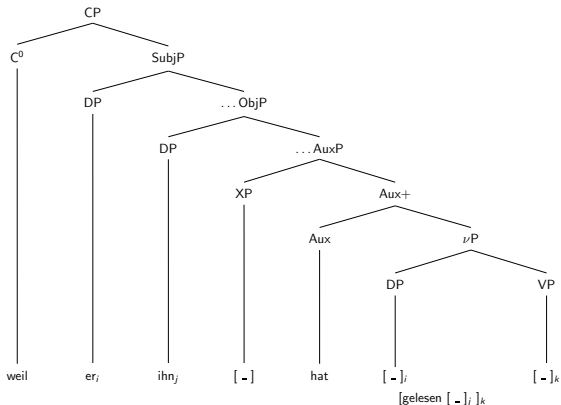 CP
C⁰ SubjP
DP …ObjP
DP …AuxP
XP Aux+
Aux νP
DP VP
weil erᵢ ihnⱼ [ _ ] hat [ _ ]ᵢ [ _ ]ₖ
[gelesen [ _ ]ⱼ ]ₖ